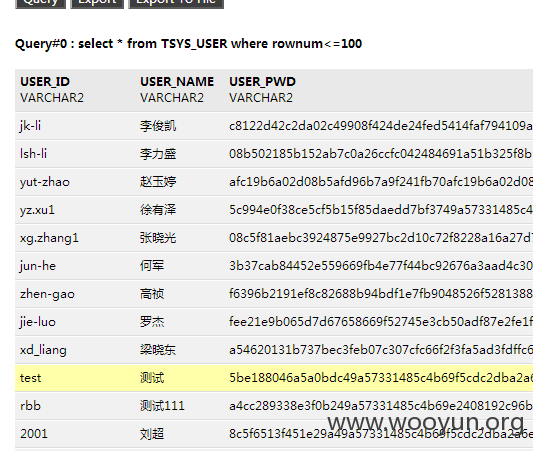 Query Export Export To File
Query#0 : select * from TSYS_USER where rownum<=100
USER_ID USER_NAME USER_PWD
VARCHAR2 VARCHAR2 VARCHAR2
jk-li 李俊凯 c8122d42c2da02c49908f424de24fed5414faf794109a
lsh-li 李力盛 08b502185b152ab7c0a26ccfc042484691a51b325f8b
yut-zhao 赵玉婷 afc19b6a02d08b5afd96b7a9f241fb70afc19b6a02d08
yz.xu1 徐有泽 5c994e0f38ce5cf5b15f85daedd7bf3749a57331485c4
xg.zhang1 张晓光 08c5f81aebc3924875e9927bc2d10c72f8228a16a27d7
jun-he 何军 3b37cab84452e559669fb4e77f44bc92676a3aad4c30
zhen-gao 高祯 f6396b2191ef8c82688b94bdf1e7fb9048526f5281388
jie-luo 罗杰 fee21e9b065d7d67658669f52745e3cb50adf87e2fe1f
xd_liang 梁晓东 a54620131b737bec3feb07c307cfc66f2f3fa5ad3fdffc6
test 测试 5be188046a5a0bdc49a57331485c4b69f5cdc2dba2a6
rbb 测试111 a4cc289338e3f0b249a57331485c4b69e2408192c96b
2001 刘超 8c5f6513f451e29a49a57331485c4b69f5cdc2dba2a6e
www.wooyun.org